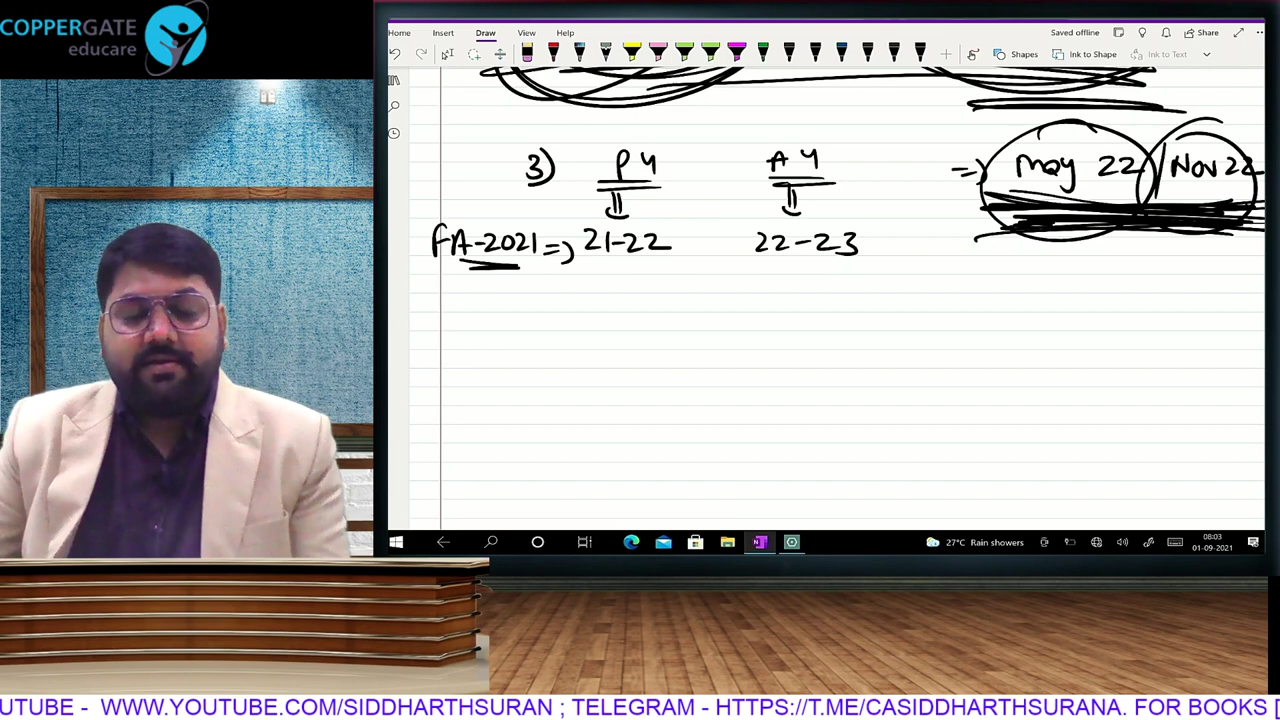 COPPERGATE
educare
Home Insert Draw View Help
Saved offline
Share
Shapes
Ink to Shape
Ink to Text
3) PY AY => May 22 Nov 22
FA-2021 => 21-22 22-23
27°C Rain showers
08:03
01-09-2021
UTUBE - WWW.YOUTUBE.COM/SIDDHARTHSURAN ; TELEGRAM - HTTPS://T.ME/CASIDDHARTHSURANA. FOR BOOKS [